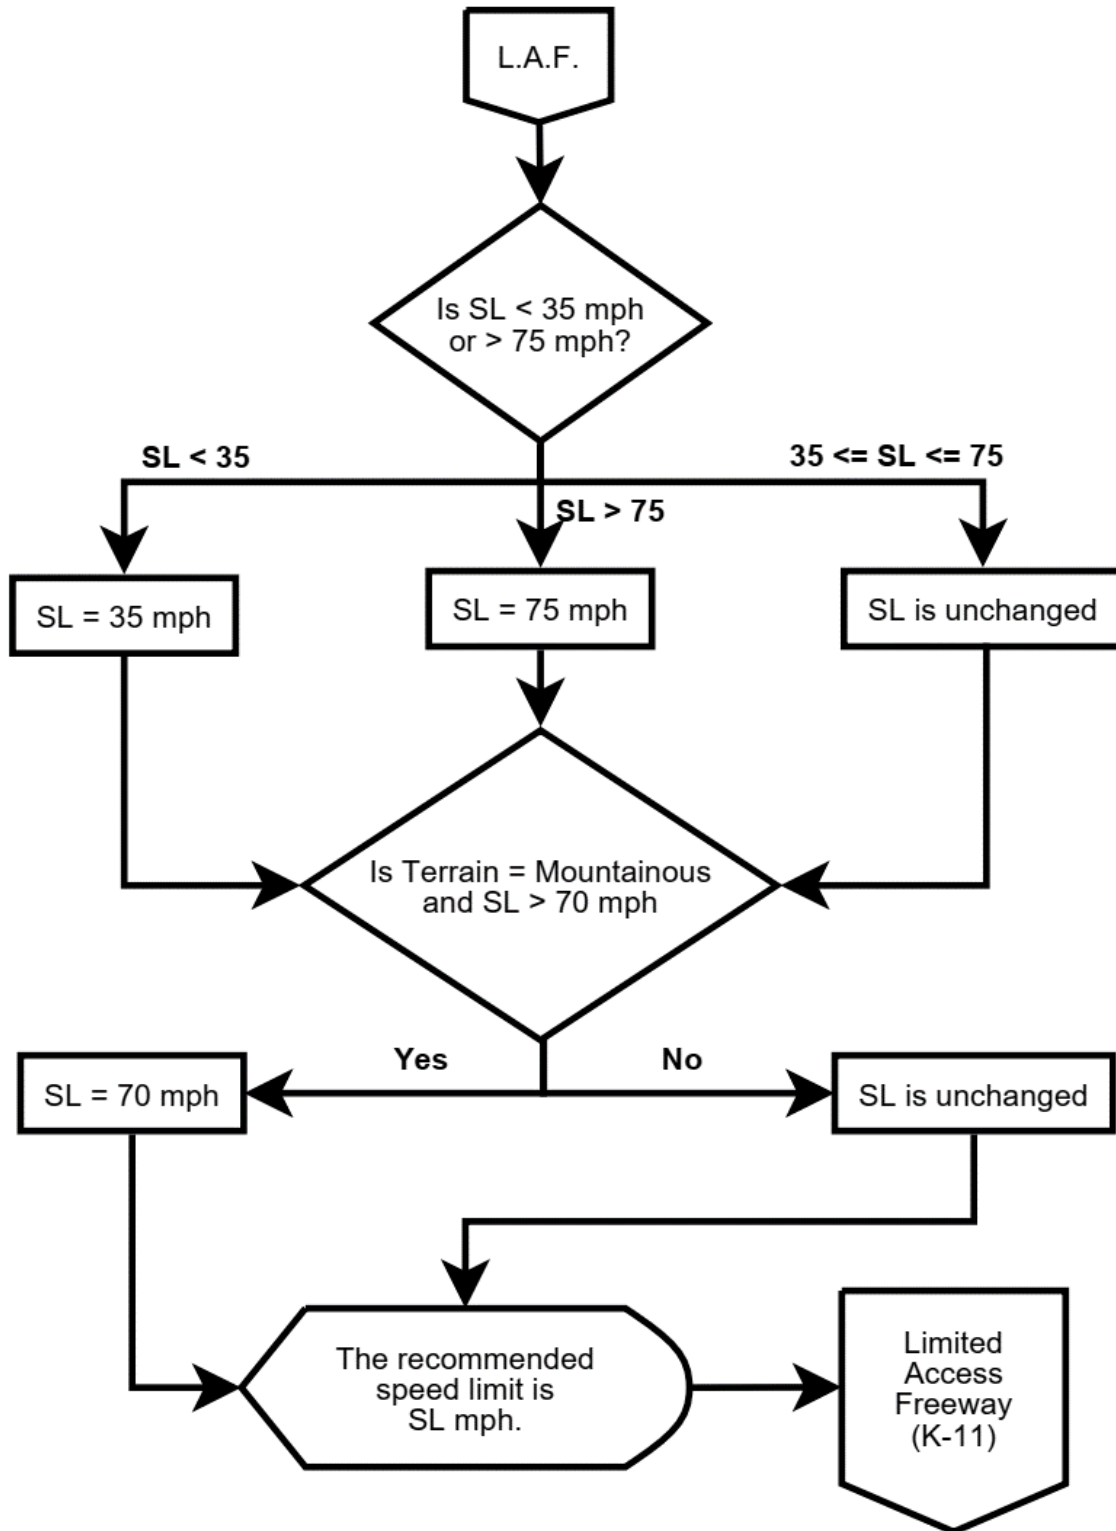 L.A.F.
Is SL < 35 mph
or > 75 mph?
SL < 35
35 <= SL <= 75
SL > 75
SL = 35 mph
SL = 75 mph
SL is unchanged
Is Terrain = Mountainous
and SL > 70 mph
Yes
No
SL = 70 mph
SL is unchanged
The recommended
speed limit is
SL mph.
Limited
Access
Freeway
(K-11)